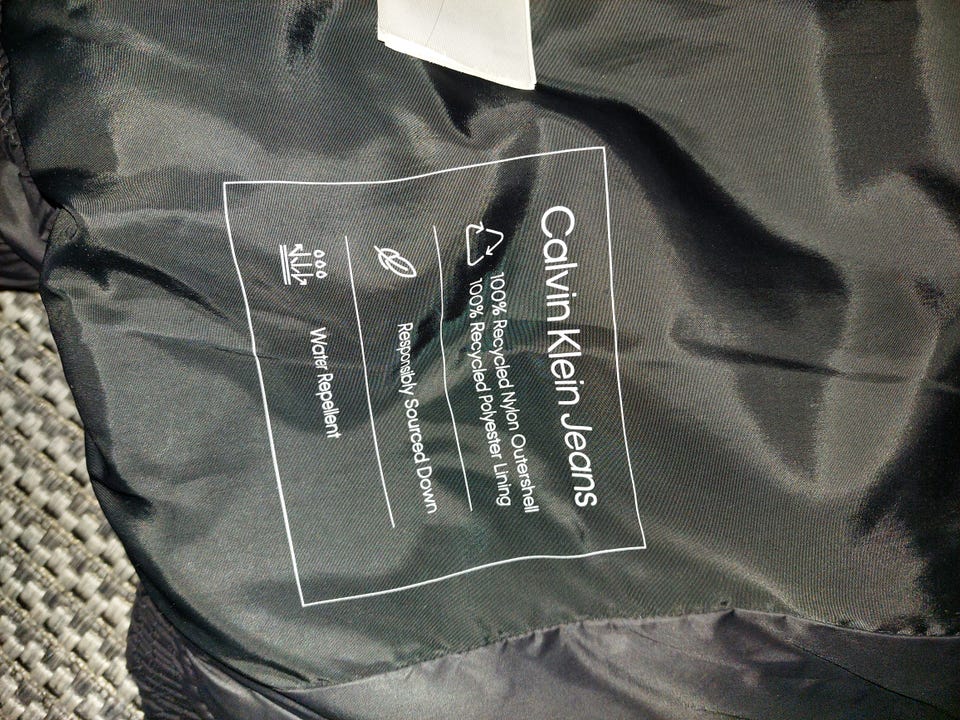 Calvin Klein Jeans
100% Recycled Nylon Outershell
100% Recycled Polyester Lining
Responsibly Sourced Down
Water Repellent